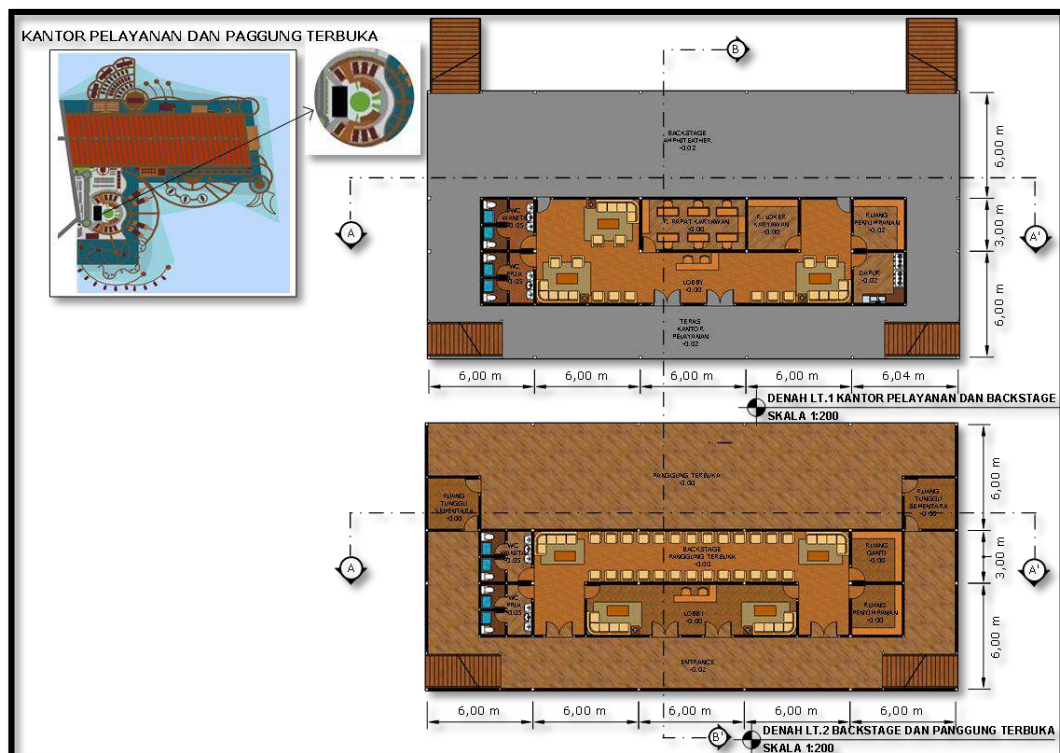 KANTOR PELAYANAN DAN PAGGUNG TERBUKA
B
BACKSTAGE
AMPHITEATHER
-0.02
6,00 m
3,00 m
6,00 m
A
A'
WC
WANITA
-0.05
WC
PRIA
-0.05
R. RAPAT KARYAWAN
-0.00
R. LOKER
KARYAWAN
-0.00
RUANG
PENYIMPANAN
-0.02
DAPUR
-0.02
LOBBY
-0.00
TERAS
KANTOR
PELAYANAN
-0.02
6,00 m
6,00 m
6,00 m
6,00 m
6,04 m
DENAH LT.1 KANTOR PELAYANAN DAN BACKSTAGE
SKALA 1:200
PANGGUNG TERBUKA
-0.00
RUANG
TUNGGU
SEMENTARA
-0.00
RUANG
TUNGGU
SEMENTARA
6,00 m
3,00 m
6,00 m
A
A'
WC
WANITA
-0.05
WC
PRIA
-0.05
BACKSTAGE
PANGGUNG TERBUKA
-0.00
RUANG
GANTI
-0.00
RUANG
PENYIMPANAN
-0.00
LOBBY
-0.00
ENTRANCE
-0.02
6,00 m
6,00 m
6,00 m
6,00 m
6,00 m
B'
DENAH LT.2 BACKSTAGE DAN PANGGUNG TERBUKA
SKALA 1:200